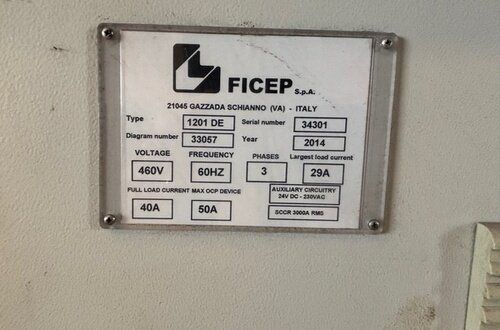 FICEP S.p.A.
21045 GAZZADA SCHIANNO (VA) - ITALY
Type 1201 DE Serial number 34301
Diagram number 33057 Year 2014
VOLTAGE FREQUENCY PHASES Largest load current
460V 60HZ 3 29A
FULL LOAD CURRENT MAX OCP DEVICE AUXILIARY CIRCUITRY
24V DC - 230VAC
40A 50A SCCR 3000A RMS